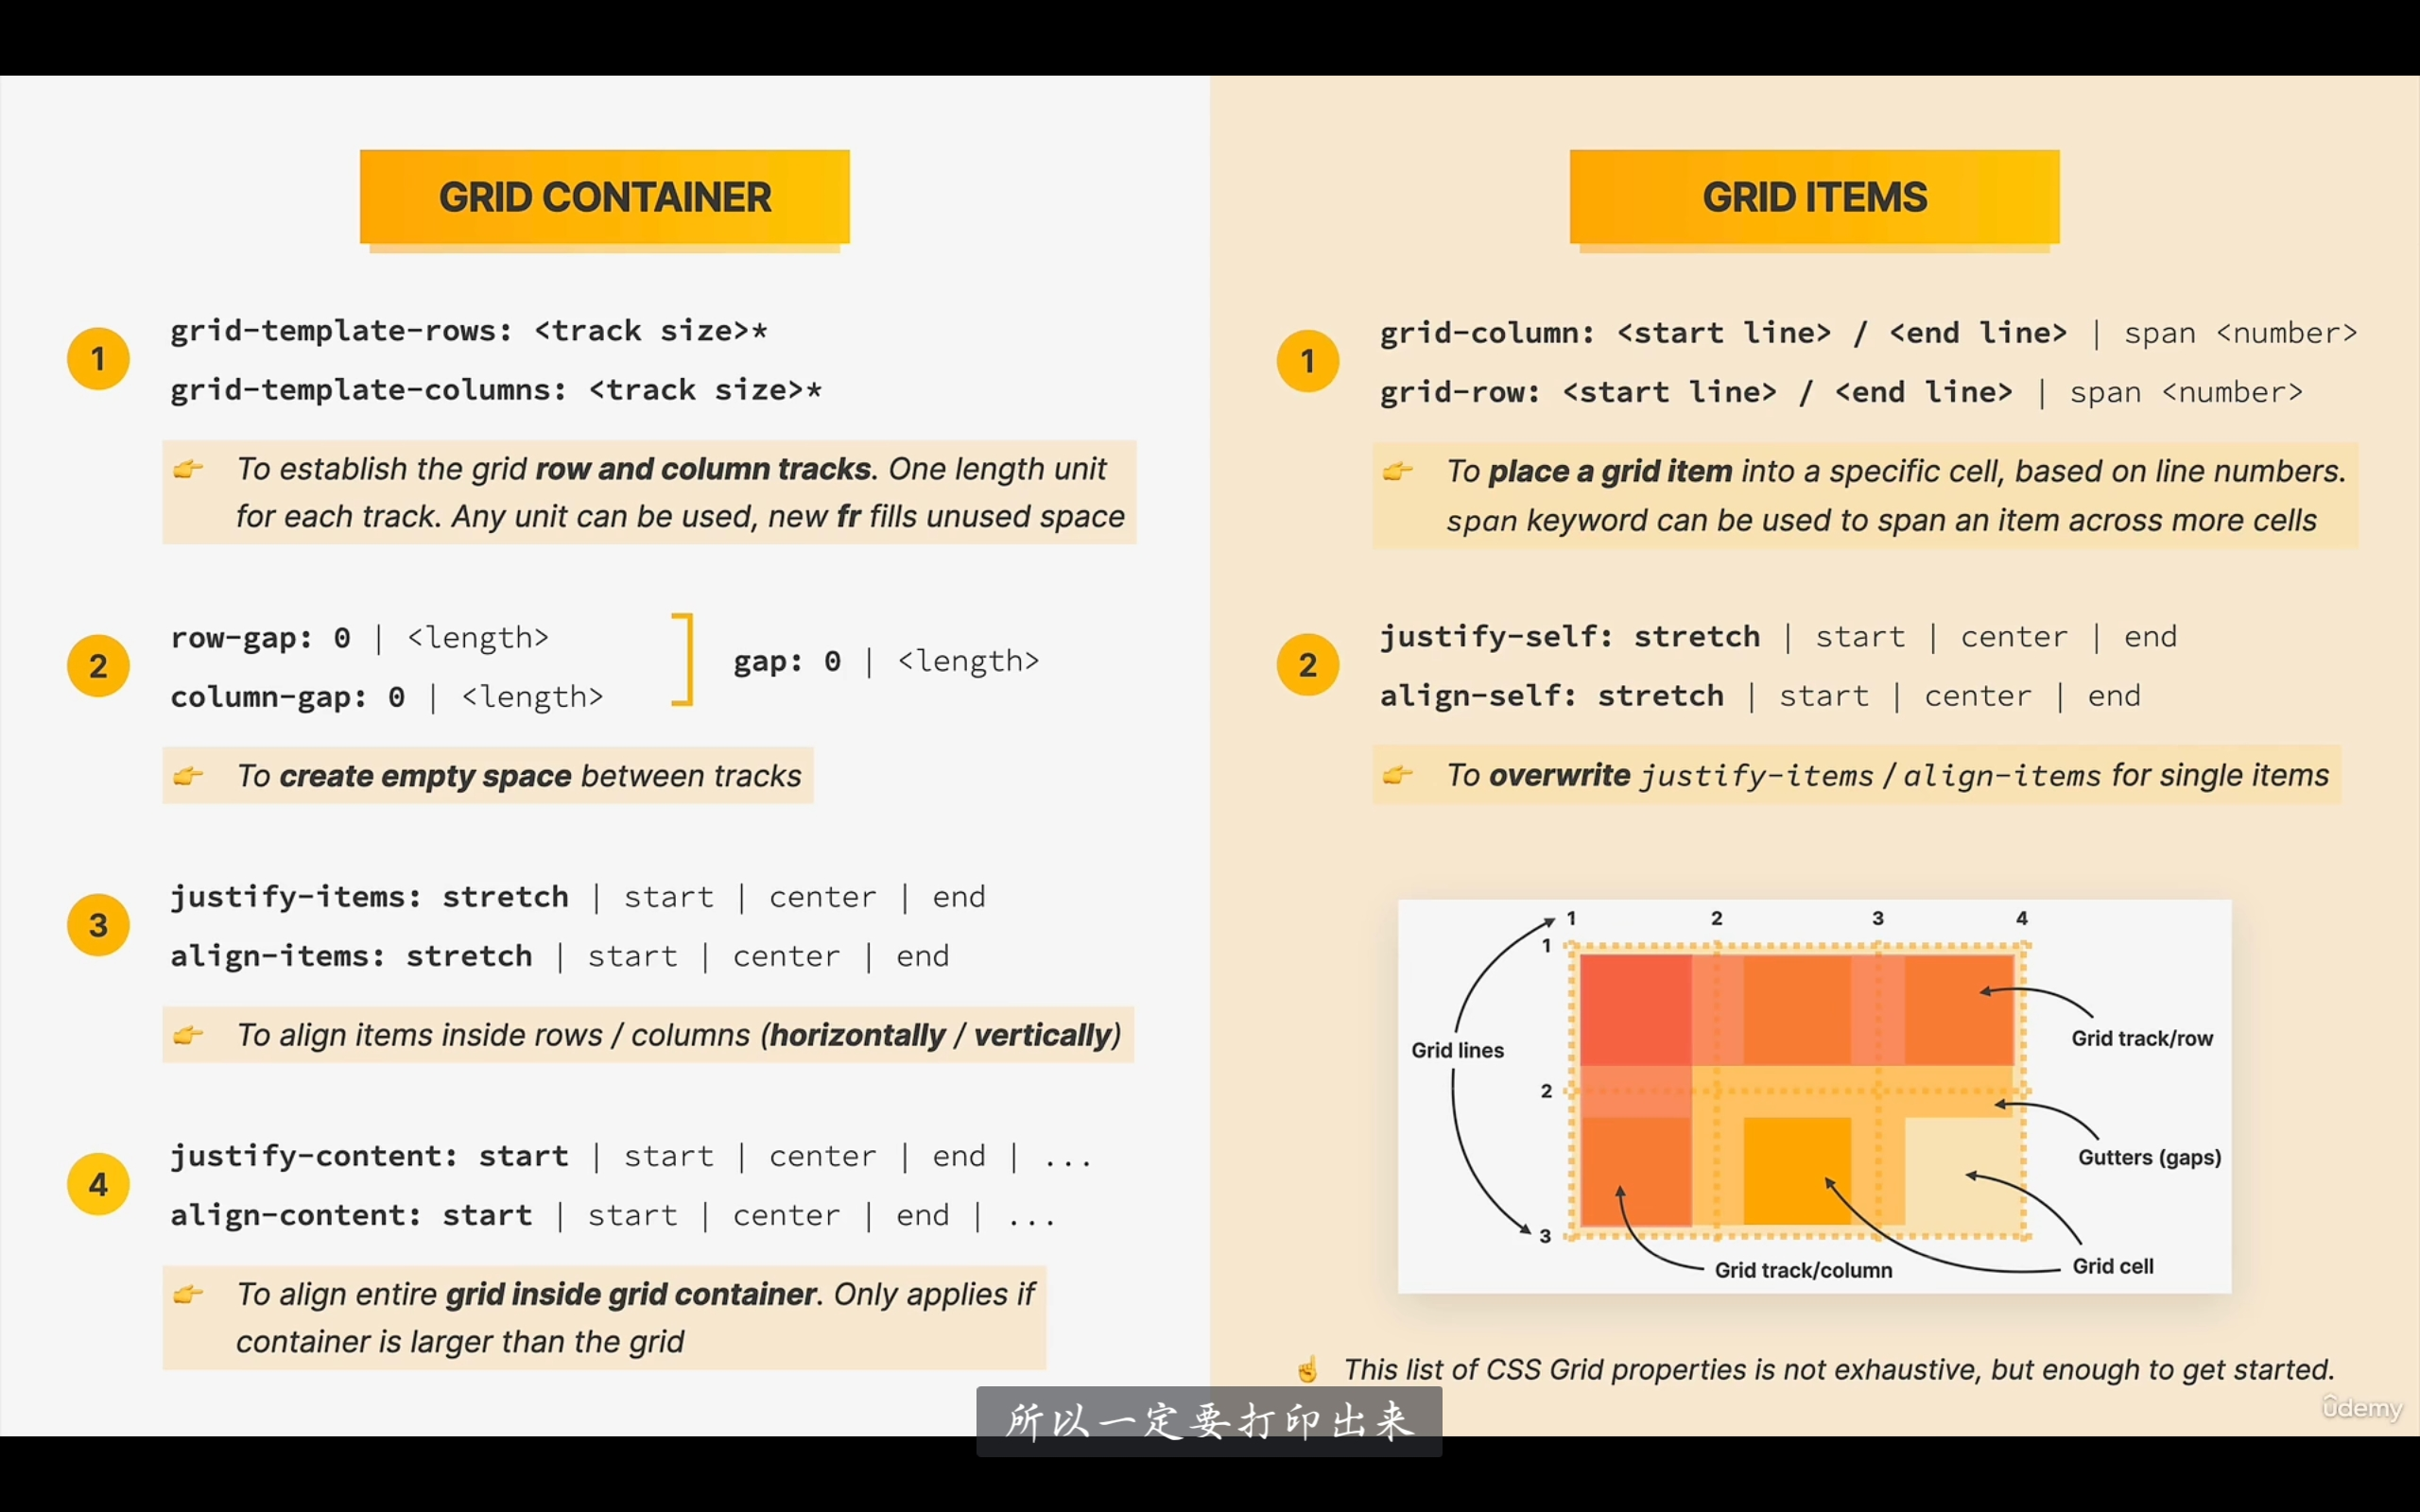 GRID CONTAINER
1
grid-template-rows: <track size>*
grid-template-columns: <track size>*
👉 To establish the grid row and column tracks. One length unit
for each track. Any unit can be used, new fr fills unused space
2
row-gap: 0 | <length>
column-gap: 0 | <length>
gap: 0 | <length>
👉 To create empty space between tracks
3
justify-items: stretch | start | center | end
align-items: stretch | start | center | end
👉 To align items inside rows / columns (horizontally / vertically)
4
justify-content: start | start | center | end | ...
align-content: start | start | center | end | ...
👉 To align entire grid inside grid container. Only applies if
container is larger than the grid
GRID ITEMS
1
grid-column: <start line> / <end line> | span <number>
grid-row: <start line> / <end line> | span <number>
👉 To place a grid item into a specific cell, based on line numbers.
span keyword can be used to span an item across more cells
2
justify-self: stretch | start | center | end
align-self: stretch | start | center | end
👉 To overwrite justify-items / align-items for single items
1 2 3 4
1
Grid track/row
Grid lines
2
Gutters (gaps)
3
Grid cell
Grid track/column
☝ This list of CSS Grid properties is not exhaustive, but enough to get started.
ûdemy
所以一定要打印出来